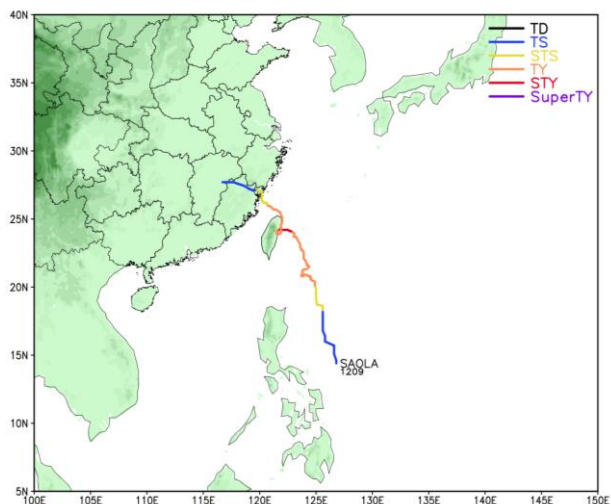 40N
TD
TS
STS
TY
STY
SuperTY
35N
30N
25N
20N
15N
SAOLA
1209
10N
5N
100E 105E 110E 115E 120E 125E 130E 135E 140E 145E 150E